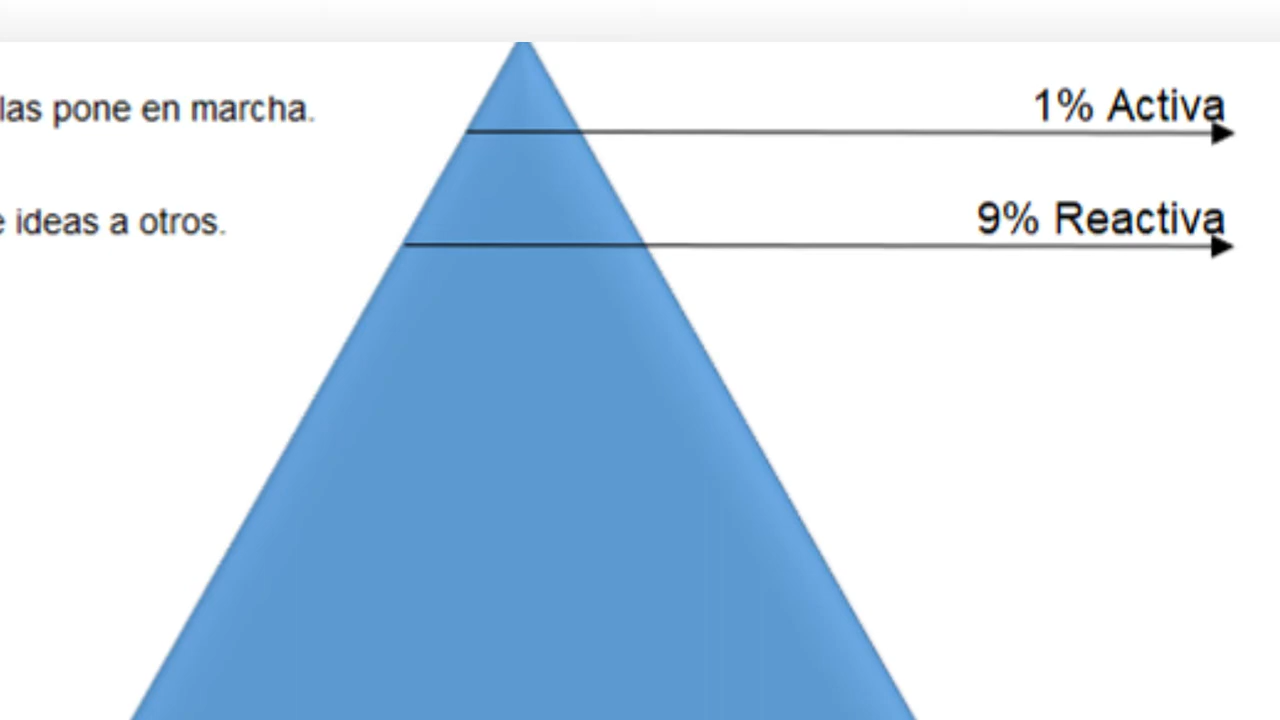 las pone en marcha.
1% Activa
ideas a otros.
9% Reactiva